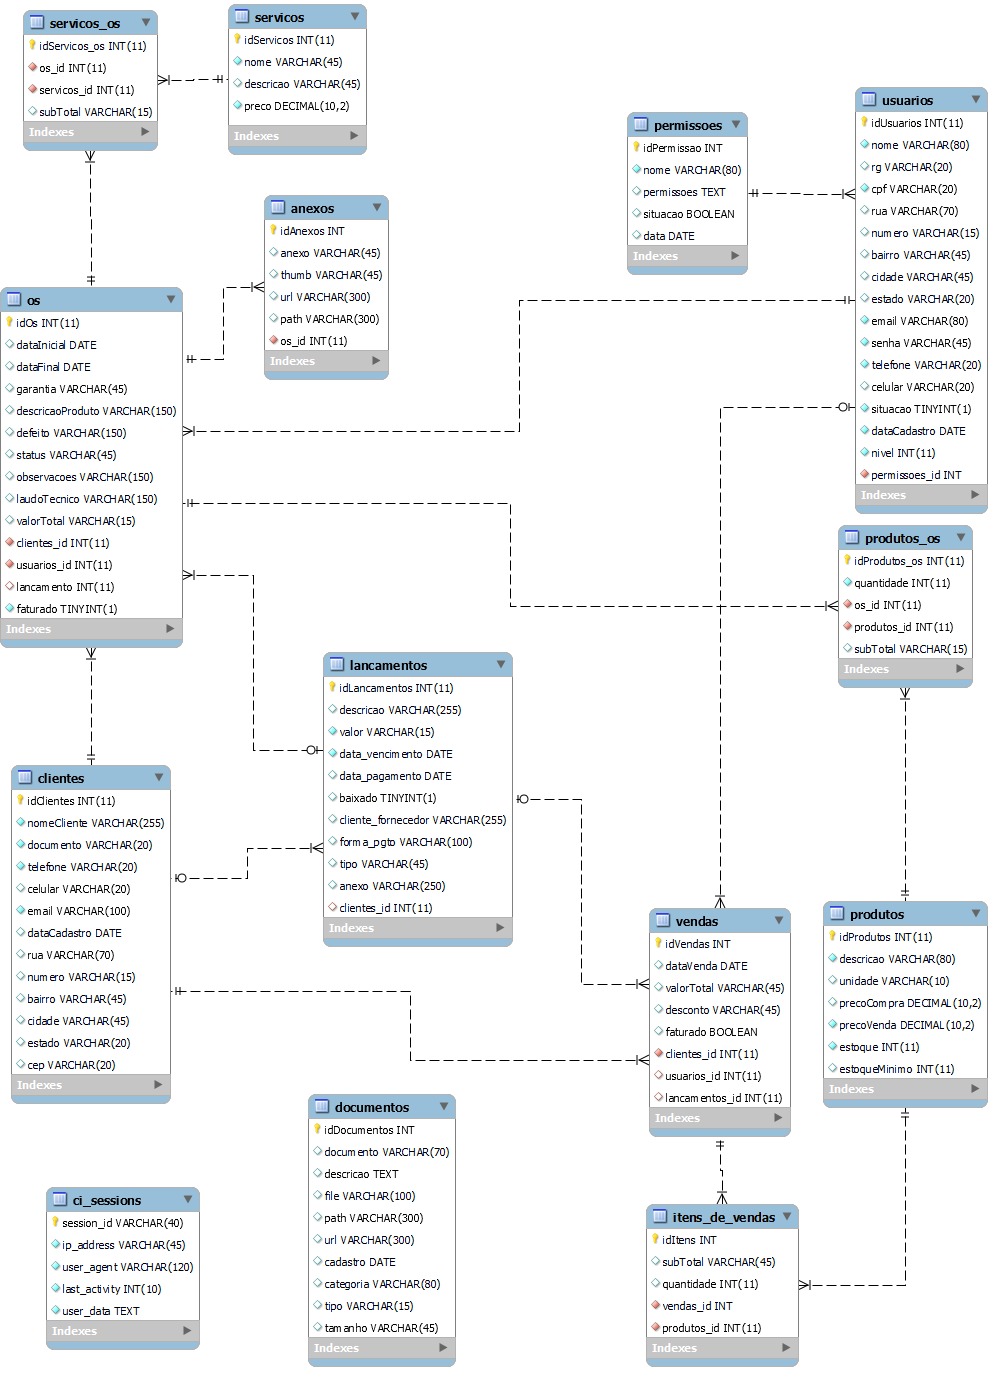 servicos_os
idServicos_os INT(11)
os_id INT(11)
servicos_id INT(11)
subTotal VARCHAR(15)
Indexes
servicos
idServicos INT(11)
nome VARCHAR(45)
descricao VARCHAR(45)
preco DECIMAL(10,2)
Indexes
permissoes
idPermissao INT
nome VARCHAR(80)
permissoes TEXT
situacao BOOLEAN
data DATE
Indexes
usuarios
idUsuarios INT(11)
nome VARCHAR(80)
rg VARCHAR(20)
cpf VARCHAR(20)
rua VARCHAR(70)
numero VARCHAR(15)
bairro VARCHAR(45)
cidade VARCHAR(45)
estado VARCHAR(20)
email VARCHAR(80)
senha VARCHAR(45)
telefone VARCHAR(20)
celular VARCHAR(20)
situacao TINYINT(1)
dataCadastro DATE
nivel INT(11)
permissoes_id INT
Indexes
anexos
idAnexos INT
anexo VARCHAR(45)
thumb VARCHAR(45)
url VARCHAR(300)
path VARCHAR(300)
os_id INT(11)
Indexes
os
idOs INT(11)
dataInicial DATE
dataFinal DATE
garantia VARCHAR(45)
descricaoProduto VARCHAR(150)
defeito VARCHAR(150)
status VARCHAR(45)
observacoes VARCHAR(150)
laudoTecnico VARCHAR(150)
valorTotal VARCHAR(15)
clientes_id INT(11)
usuarios_id INT(11)
lancamento INT(11)
faturado TINYINT(1)
Indexes
produtos_os
idProdutos_os INT(11)
quantidade INT(11)
os_id INT(11)
produtos_id INT(11)
subTotal VARCHAR(15)
Indexes
lancamentos
idLancamentos INT(11)
descricao VARCHAR(255)
valor VARCHAR(15)
data_vencimento DATE
data_pagamento DATE
baixado TINYINT(1)
cliente_fornecedor VARCHAR(255)
forma_pgto VARCHAR(100)
tipo VARCHAR(45)
anexo VARCHAR(250)
clientes_id INT(11)
Indexes
clientes
idClientes INT(11)
nomeCliente VARCHAR(255)
documento VARCHAR(20)
telefone VARCHAR(20)
celular VARCHAR(20)
email VARCHAR(100)
dataCadastro DATE
rua VARCHAR(70)
numero VARCHAR(15)
bairro VARCHAR(45)
cidade VARCHAR(45)
estado VARCHAR(20)
cep VARCHAR(20)
Indexes
vendas
idVendas INT
dataVenda DATE
valorTotal VARCHAR(45)
desconto VARCHAR(45)
faturado BOOLEAN
clientes_id INT(11)
usuarios_id INT(11)
lancamentos_id INT(11)
Indexes
produtos
idProdutos INT(11)
descricao VARCHAR(80)
unidade VARCHAR(10)
precoCompra DECIMAL(10,2)
precoVenda DECIMAL(10,2)
estoque INT(11)
estoqueMinimo INT(11)
Indexes
documentos
idDocumentos INT
documento VARCHAR(70)
descricao TEXT
file VARCHAR(100)
path VARCHAR(300)
url VARCHAR(300)
cadastro DATE
categoria VARCHAR(80)
tipo VARCHAR(15)
tamanho VARCHAR(45)
Indexes
ci_sessions
session_id VARCHAR(40)
ip_address VARCHAR(45)
user_agent VARCHAR(120)
last_activity INT(10)
user_data TEXT
Indexes
itens_de_vendas
idItens INT
subTotal VARCHAR(45)
quantidade INT(11)
vendas_id INT
produtos_id INT(11)
Indexes